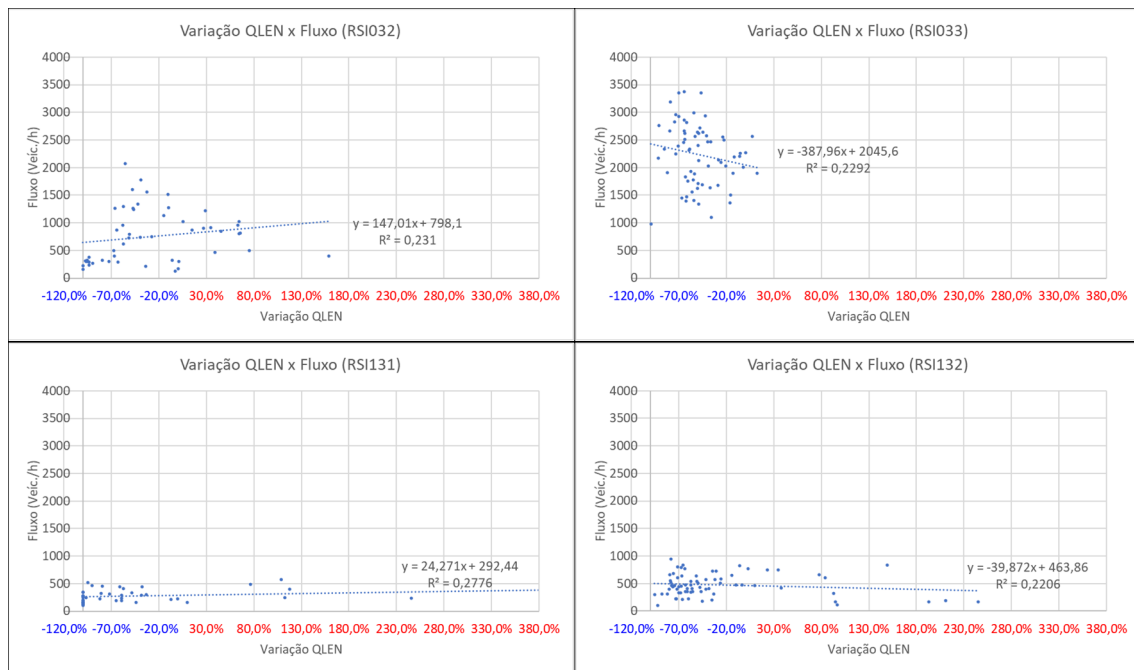 Variação QLEN x Fluxo (RSI032)
4000
3500
3000
2500
2000
1500
1000
500
0
Fluxo (Veíc./h)
y = 147,01x + 798,1
R² = 0,231
-120,0% -70,0% -20,0% 30,0% 80,0% 130,0% 180,0% 230,0% 280,0% 330,0% 380,0%
Variação QLEN
Variação QLEN x Fluxo (RSI033)
4000
3500
3000
2500
2000
1500
1000
500
0
Fluxo (Veíc./h)
y = -387,96x + 2045,6
R² = 0,2292
-120,0% -70,0% -20,0% 30,0% 80,0% 130,0% 180,0% 230,0% 280,0% 330,0% 380,0%
Variação QLEN
Variação QLEN x Fluxo (RSI131)
4000
3500
3000
2500
2000
1500
1000
500
0
Fluxo (Veíc./h)
y = 24,271x + 292,44
R² = 0,2776
-120,0% -70,0% -20,0% 30,0% 80,0% 130,0% 180,0% 230,0% 280,0% 330,0% 380,0%
Variação QLEN
Variação QLEN x Fluxo (RSI132)
4000
3500
3000
2500
2000
1500
1000
500
0
Fluxo (Veíc./h)
y = -39,872x + 463,86
R² = 0,2206
-120,0% -70,0% -20,0% 30,0% 80,0% 130,0% 180,0% 230,0% 280,0% 330,0% 380,0%
Variação QLEN